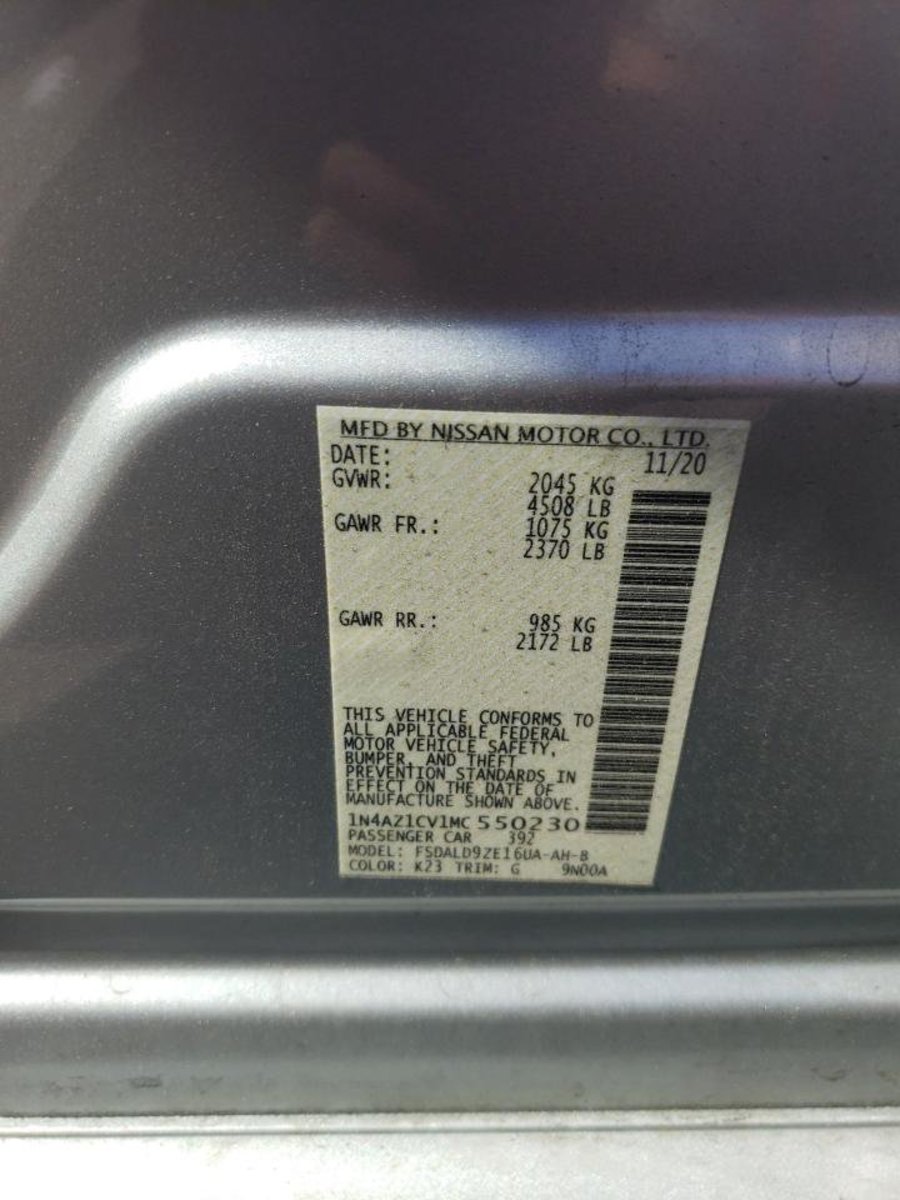 MFD BY NISSAN MOTOR CO., LTD.
DATE: 11/20
GVWR: 2045 KG
4508 LB
GAWR FR.: 1075 KG
2370 LB
GAWR RR.: 985 KG
2172 LB
THIS VEHICLE CONFORMS TO
ALL APPLICABLE FEDERAL
MOTOR VEHICLE SAFETY,
BUMPER, AND THEFT
PREVENTION STANDARDS IN
EFFECT ON THE DATE OF
MANUFACTURE SHOWN ABOVE.
1N4AZ1CV1MC550230
PASSENGER CAR 392
MODEL: FSDALD9ZE16UA-AH-B
COLOR: K23 TRIM: G 9N00A